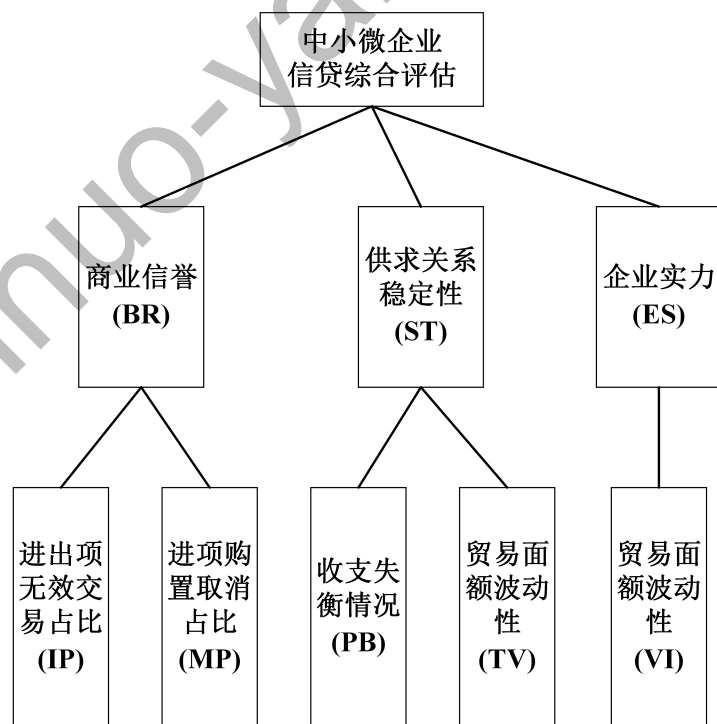 中小微企业
信贷综合评估
商业信誉
(BR)
供求关系
稳定性
(ST)
企业实力
(ES)
进出项
无效交
易占比
(IP)
进项购
置取消
占比
(MP)
收支失
衡情况
(PB)
贸易面
额波动
性
(TV)
贸易面
额波动
性
(VI)